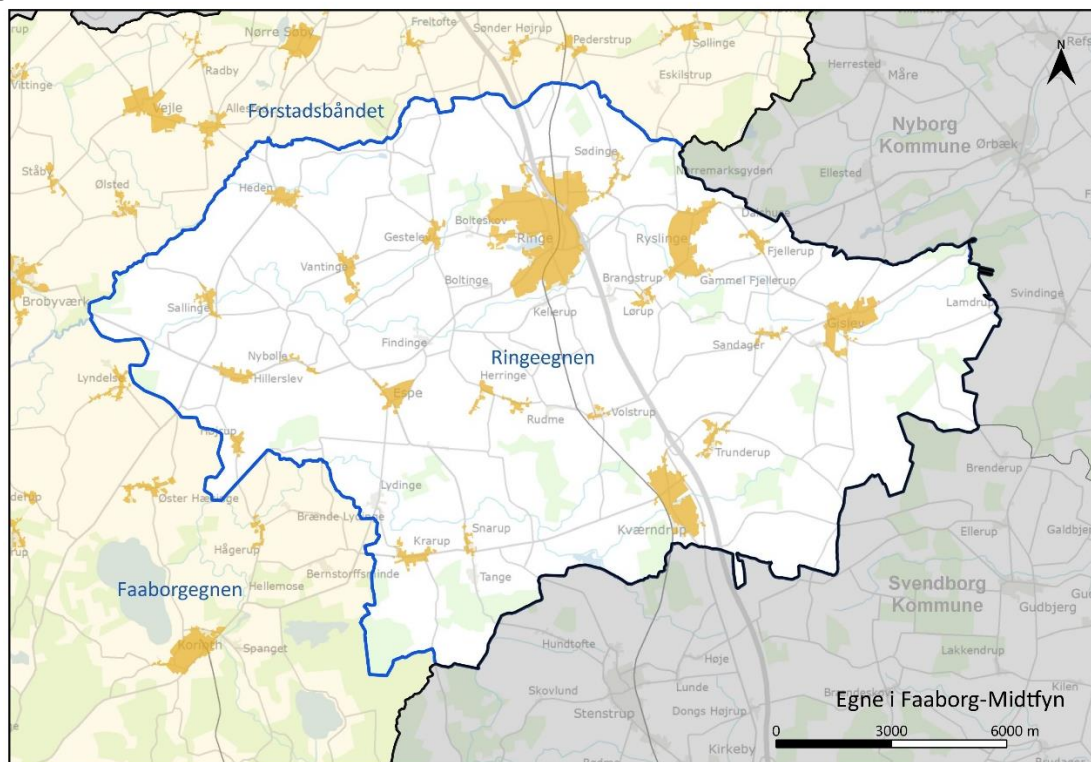 Freltofte
Sønder Højrup
Pederstrup
Nørre Søby
Søllinge
Radby
Eskilstrup
Herrested
Måre
Vittinge
Vejle
Allested
Forstadsbåndet
Nyborg
Kommune
Ørbæk
Sødinge
Nørremarksgyden
Ellested
Ståby
Ølsted
Heden
Bolteskov
Ringe
Ryslinge
Gestelev
Fjellerup
Vantinge
Boltinge
Brangstrup
Gammel Fjellerup
Brobyværk
Sallinge
Lørup
Lamdrup
Svindinge
Kellerup
Gislev
Findinge
Ringeegnen
Sandager
Nybølle
Lyndelse
Hillerslev
Espe
Herringe
Rudme
Volstrup
Trunderup
Brenderup
Lydinge
Brænde Lydinge
Snarup
Kværndrup
Ellerup
Hågerup
Krarup
Bernstorffsminde
Tange
Hellemose
Faaborgegnen
Svendborg
Kommune
Gudbjerg
Korinth
Spanget
Hundtofte
Højer
Lakkendrup
Skovlund
Lunde
Kilen
Stenstrup
Dongs Højrup
Egne i Faaborg-Midtfyn
Kirkeby
0 3000 6000 m
N